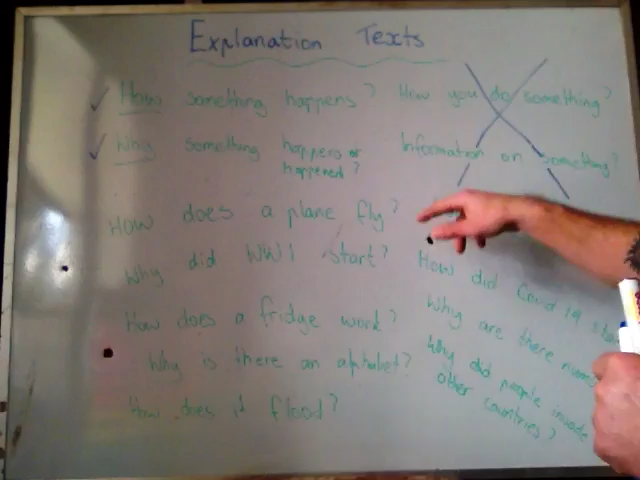 Explanation Texts
✓ How something happens?
✓ Why something happens or
happened?
How you do something?
Information on something?
How does a plane fly?
Why did WW1 start?
How does a fridge work?
Why is there an alphabet?
How does it flood?
How did Covid 19
Why are there
Why did people invade
other countries?